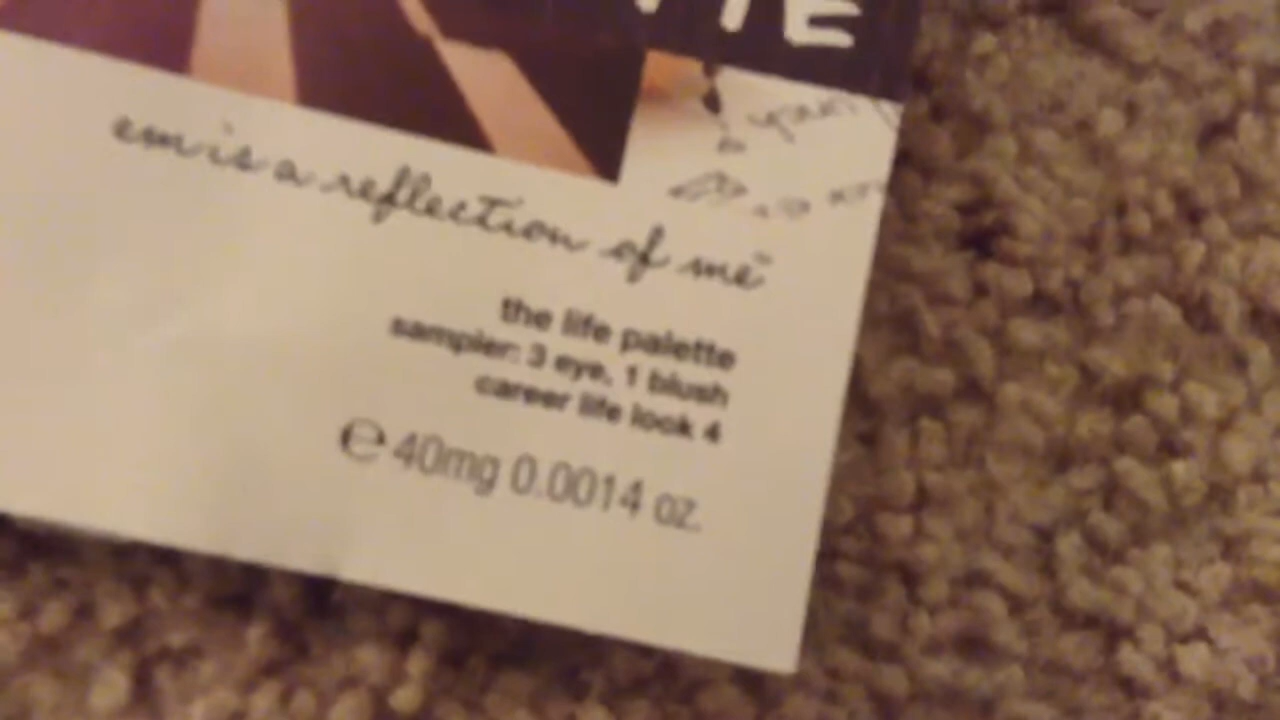 em is a reflection of me™
the life palette
sampler: 3 eye, 1 blush
career life look 4
℮ 40mg 0.0014 oz.